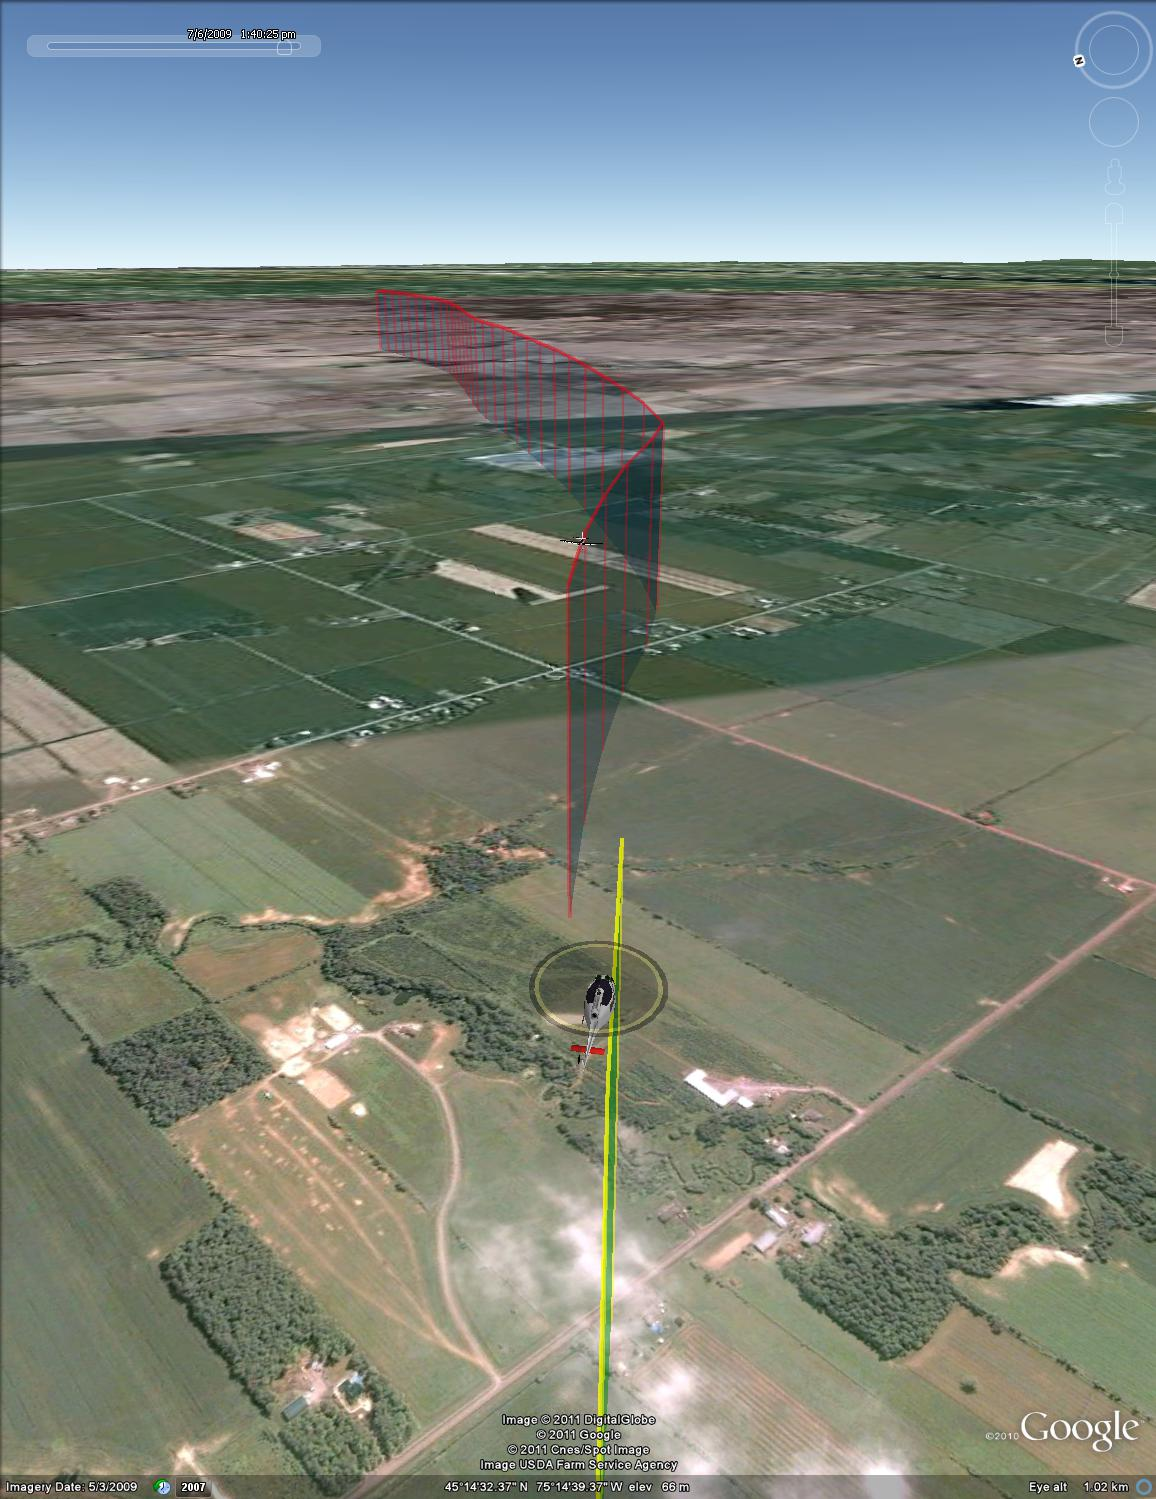 7/6/2009 1:40:25 pm
N
Image © 2011 DigitalGlobe
© 2011 Google
© 2011 Cnes/Spot Image
Image USDA Farm Service Agency
©2010 Google
Imagery Date: 5/3/2009 2007 45°14'32.37" N 75°14'39.37" W elev 66 m Eye alt 1.02 km